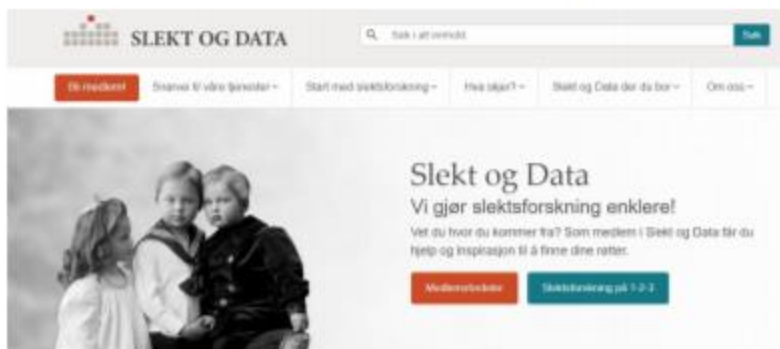 SLEKT OG DATA
Søk i alt innhold
Søk
Bli medlem!
Snarvei til våre tjenester
Start med slektsforskning
Hva skjer?
Slekt og Data der du bor
Om oss
Slekt og Data
Vi gjør slektsforskning enklere!
Vet du hvor du kommer fra? Som medlem i Slekt og Data får du
hjelp og inspirasjon til å finne dine røtter.
Medlemsfordeler
Slektsforskning på 1-2-3